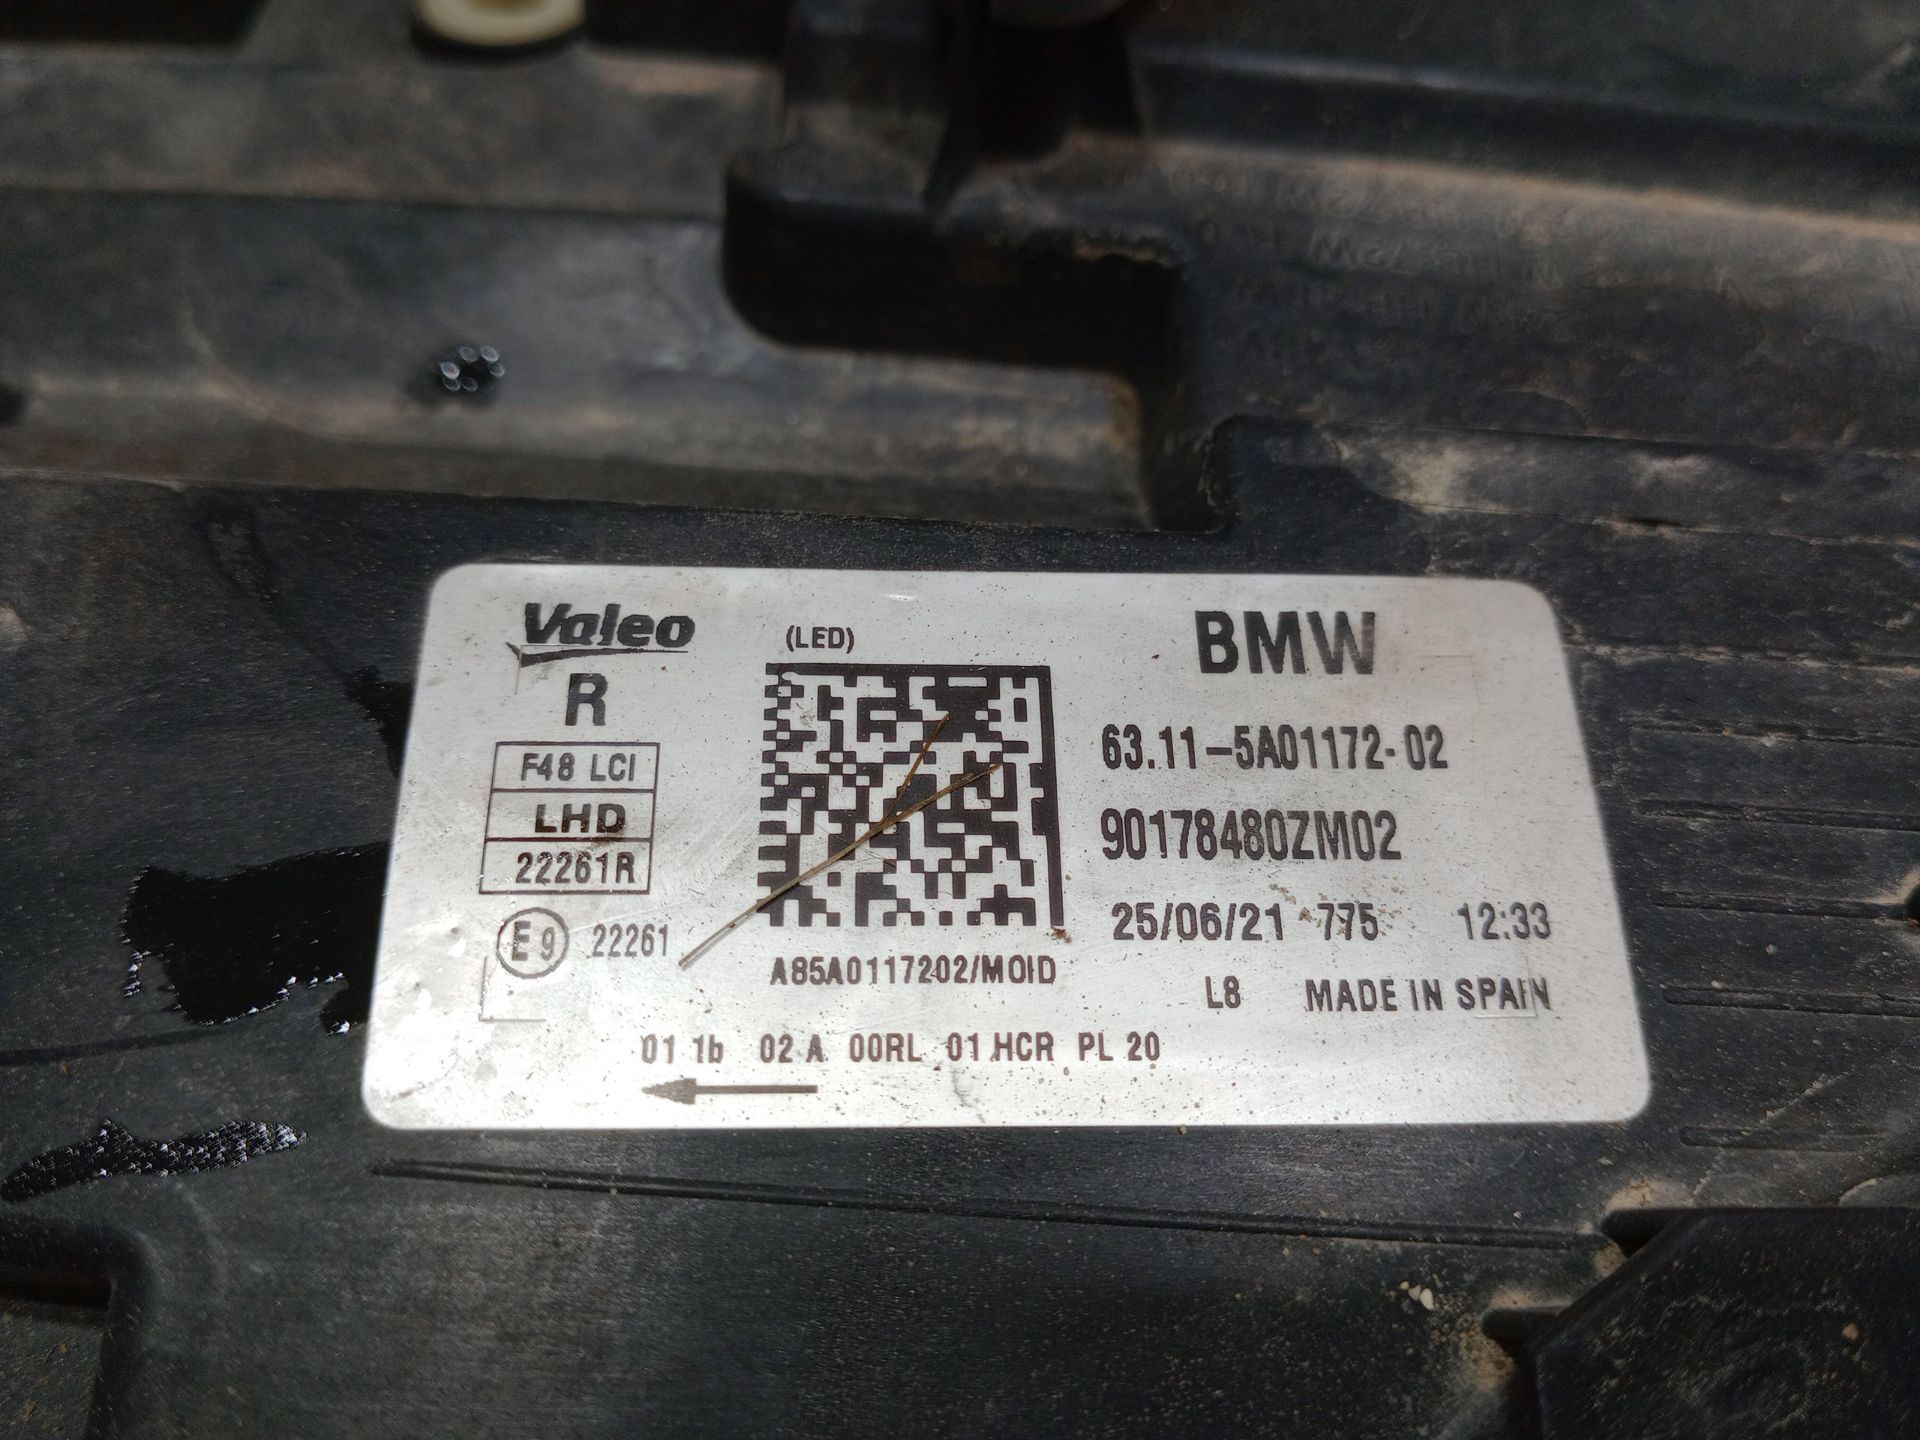 Valeo (LED) BMW
R
F48 LCI
LHD
22261R
E9 22261
63.11-5A01172-02
90178480ZM02
25/06/21 775 12:33
A85A0117202/MOID
L8 MADE IN SPAIN
01 1b 02 A 00RL 01 HCR PL 20